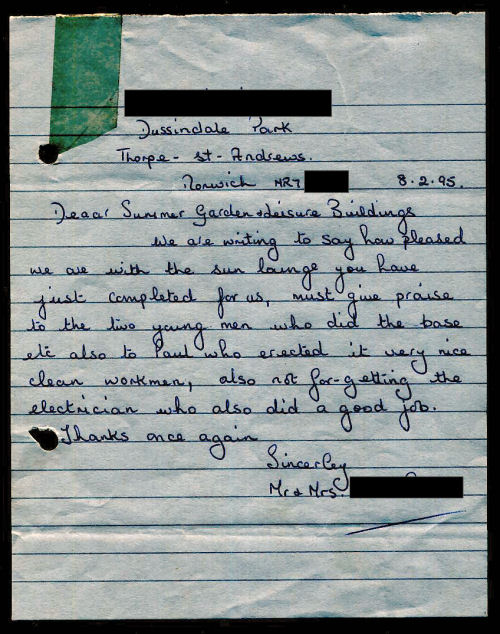 Dussindale Park
Thorpe-st-Andrews.
Norwich NR7 8.2.95.
Deaar Summer Garden & Leisure Buildings
We are writing to say how pleased
we are with the sun lounge you have
just completed for us, must give praise
to the two young men who did the base
etc also to Paul who erected it very nice
clean workmen, also not for-getting the
electrician who also did a good job.
Thanks once again
Sincerley
Mr & Mrs.